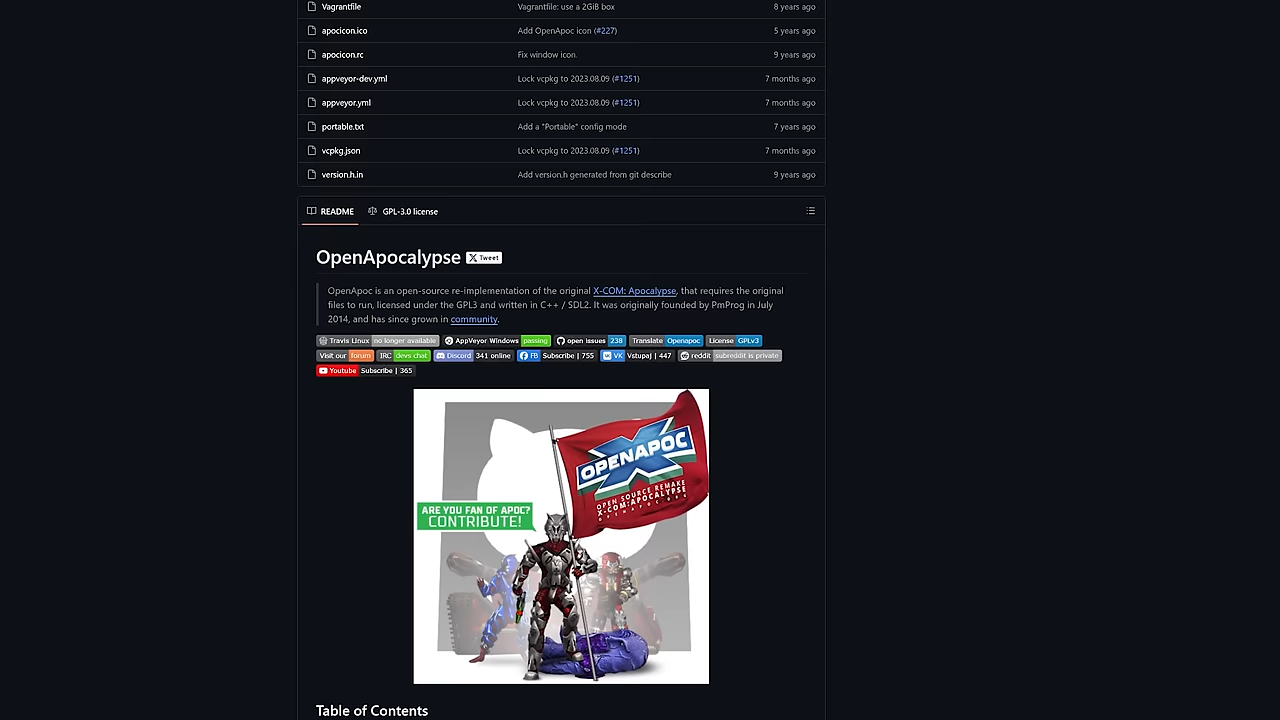 Vagrantfile Vagrantfile: use a 2GiB box 8 years ago
apocicon.ico Add OpenApoc icon (#227) 5 years ago
apocicon.rc Fix window icon. 9 years ago
appveyor-dev.yml Lock vcpkg to 2023.08.09 (#1251) 7 months ago
appveyor.yml Lock vcpkg to 2023.08.09 (#1251) 7 months ago
portable.txt Add a "Portable" config mode 7 years ago
vcpkg.json Lock vcpkg to 2023.08.09 (#1251) 7 months ago
version.h.in Add version.h generated from git describe 9 years ago
README GPL-3.0 license
OpenApocalypse Tweet
OpenApoc is an open-source re-implementation of the original X-COM: Apocalypse, that requires the original
files to run, licensed under the GPL3 and written in C++ / SDL2. It was originally founded by PmProg in July
2014, and has since grown in community.
Travis Linux no longer available AppVeyor Windows passing open issues 238 Translate Openapoc License GPLv3
Visit our forum IRC devs chat Discord 341 online FB Subscribe | 755 VK Vstupaj | 447 reddit subreddit is private
Youtube Subscribe | 365
OPENAPOC
OPEN SOURCE REMAKE
X-COM:APOCALYPSE
OPENAPOC.ORG
ARE YOU FAN OF APOC?
CONTRIBUTE!
Table of Contents